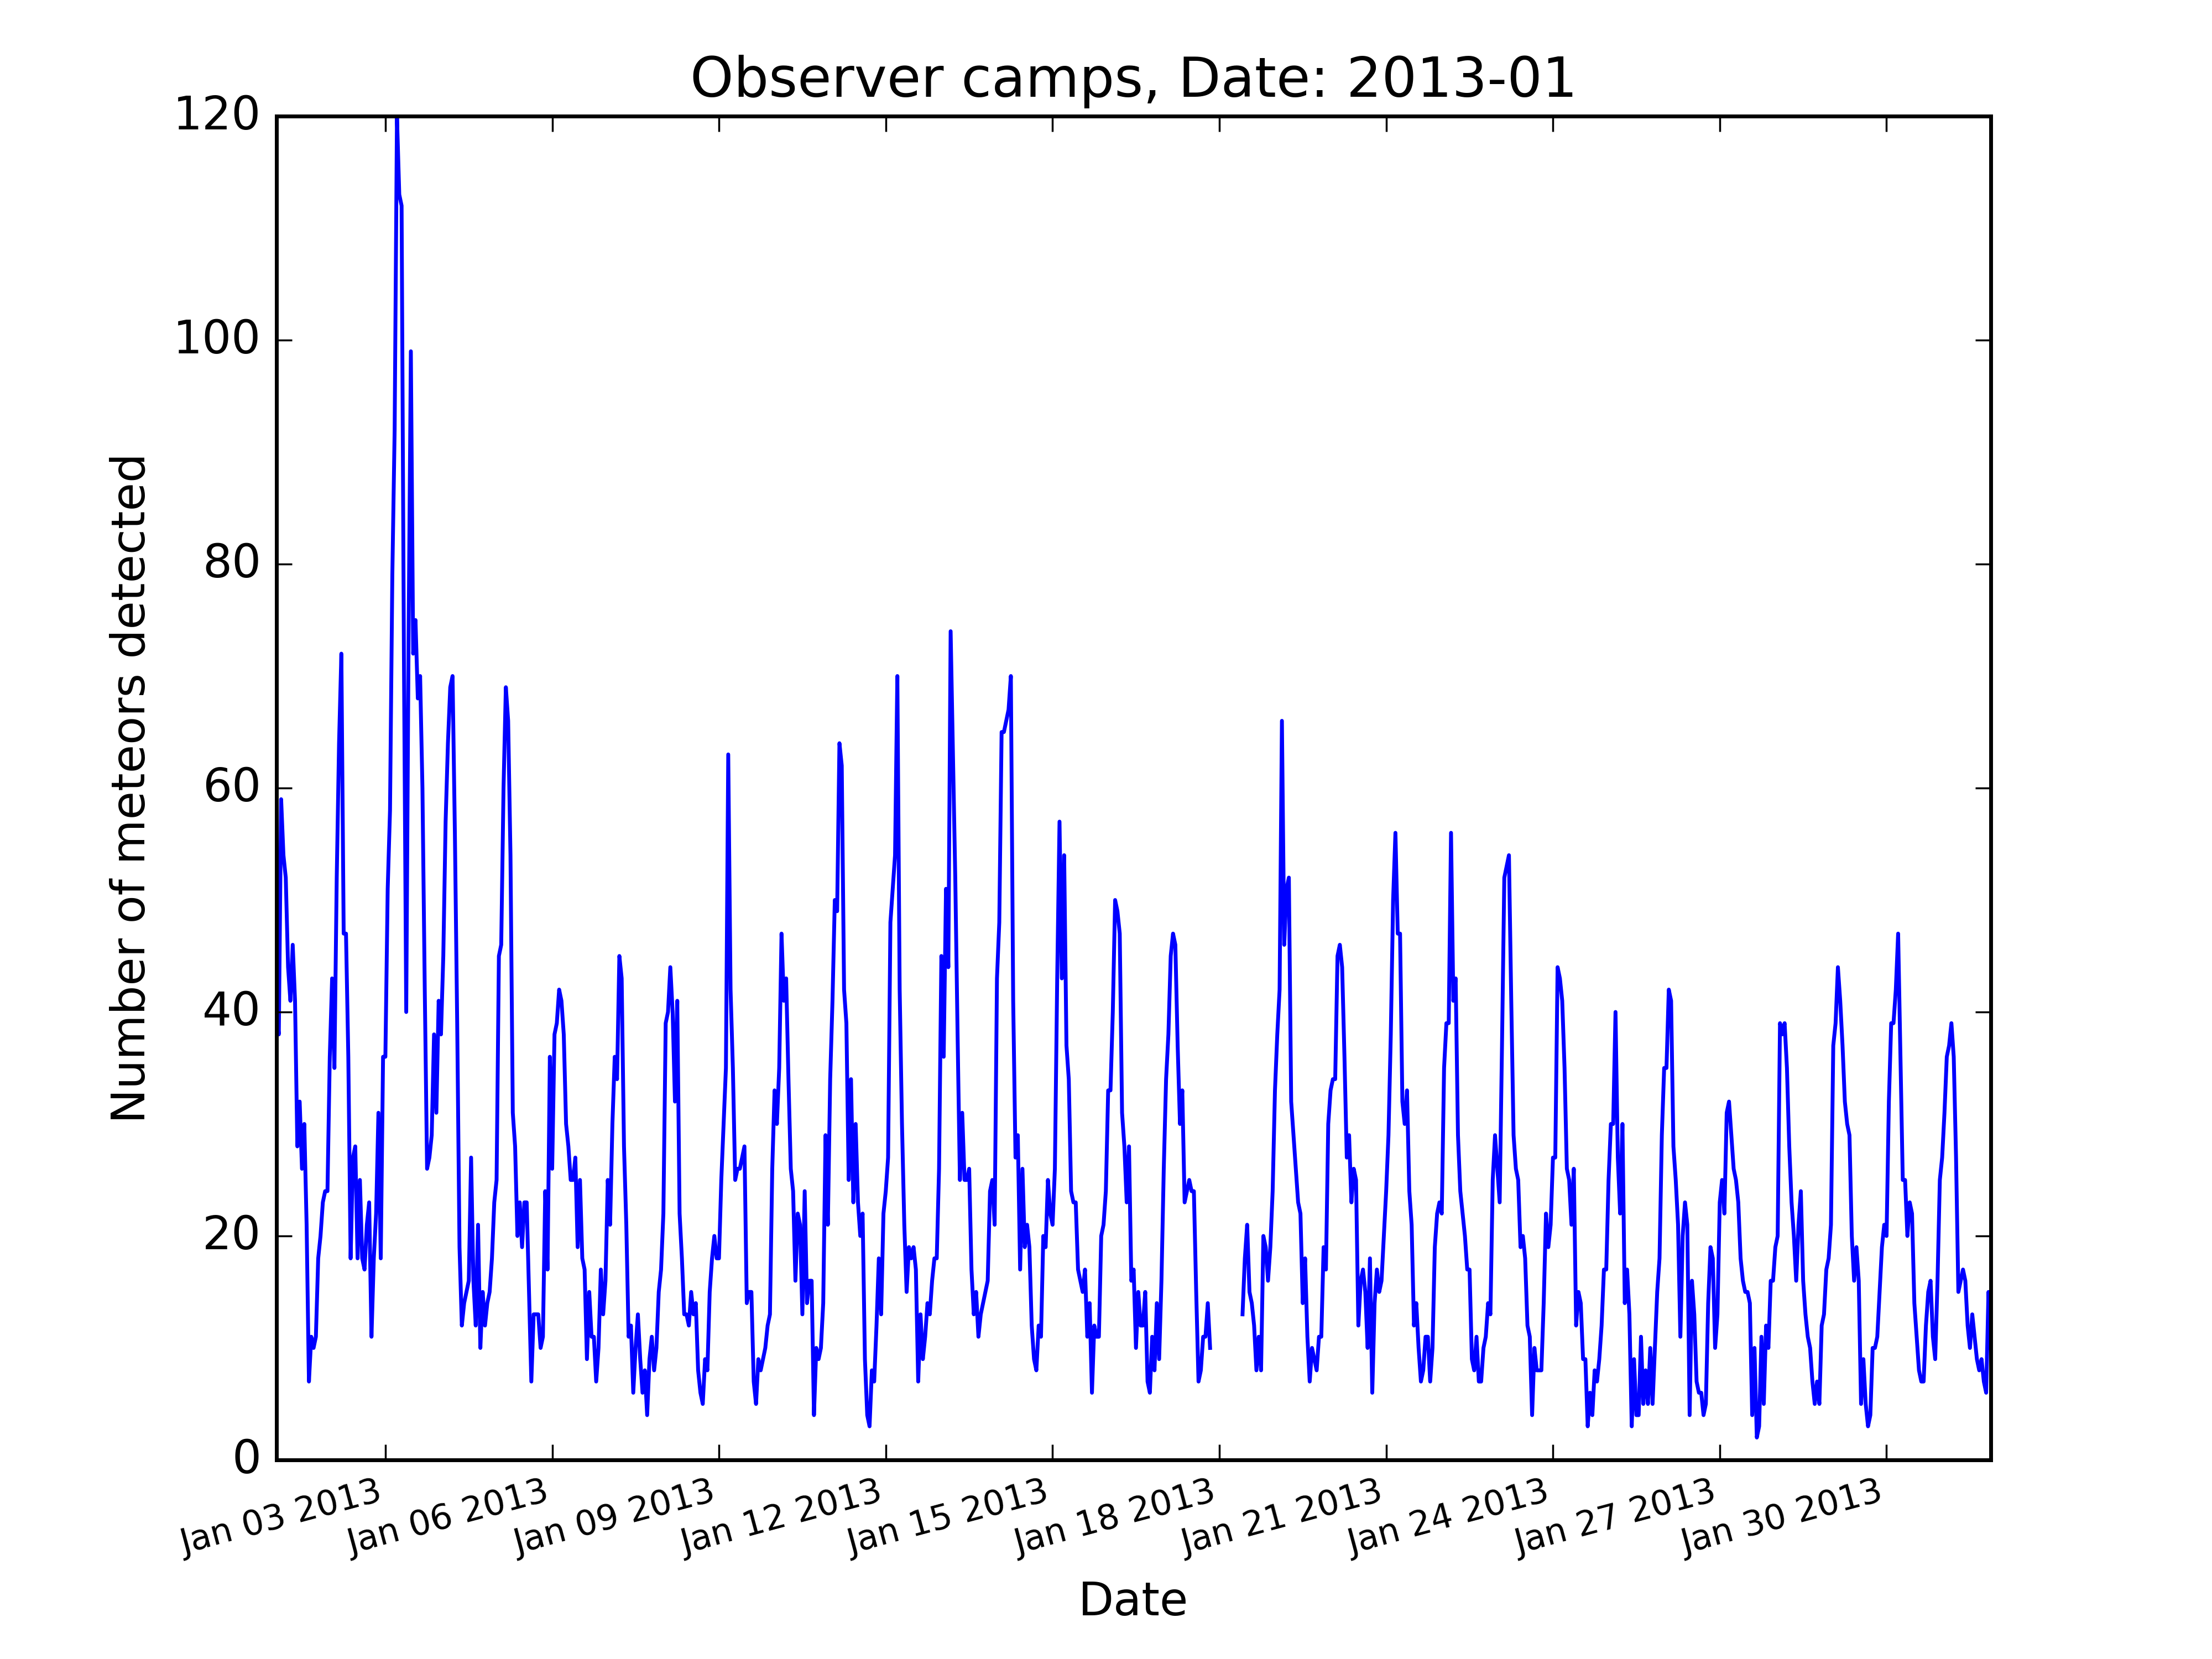 Observer camps, Date: 2013-01
120
100
80
60
40
20
0
Number of meteors detected
Jan 03 2013
Jan 06 2013
Jan 09 2013
Jan 12 2013
Jan 15 2013
Jan 18 2013
Jan 21 2013
Jan 24 2013
Jan 27 2013
Jan 30 2013
Date